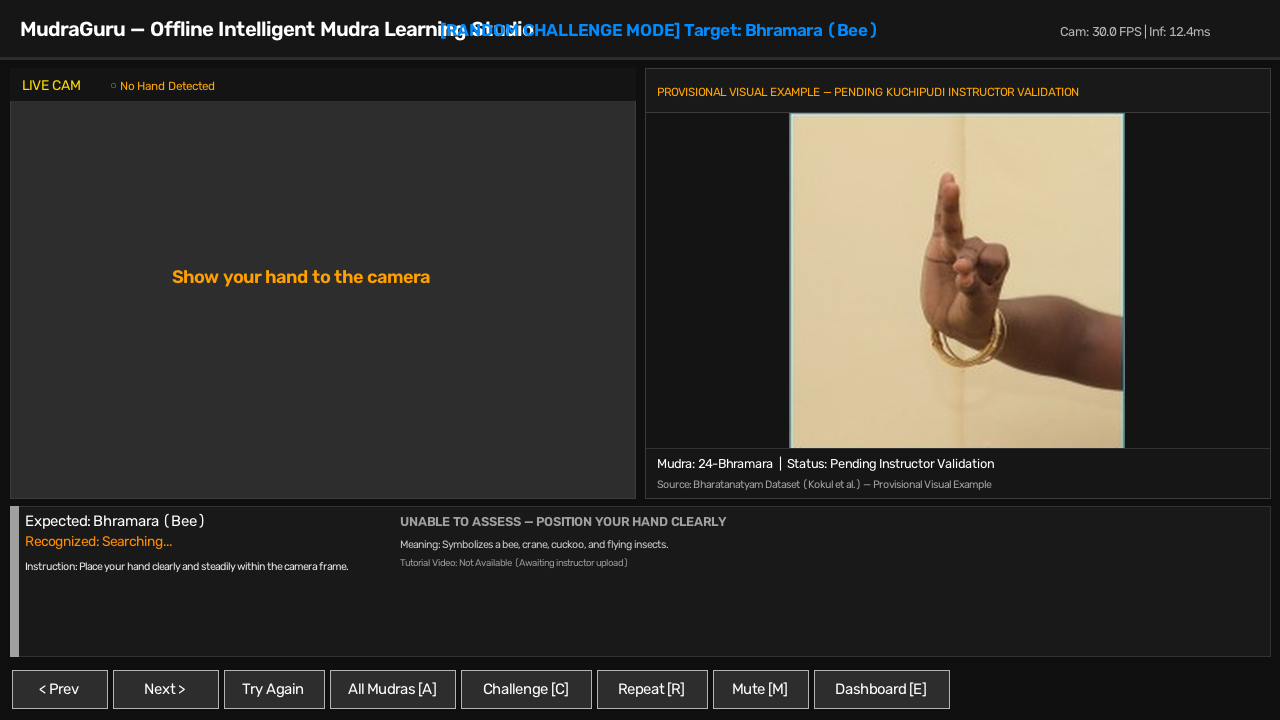 MudraGuru — Offline Intelligent Mudra Learning Studio
[RANDOM CHALLENGE MODE] Target: Bhramara (Bee)
Cam: 30.0 FPS | Inf: 12.4ms
LIVE CAM
○ No Hand Detected
Show your hand to the camera
PROVISIONAL VISUAL EXAMPLE — PENDING KUCHIPUDI INSTRUCTOR VALIDATION
Mudra: 24-Bhramara | Status: Pending Instructor Validation
Source: Bharatanatyam Dataset (Kokul et al.) — Provisional Visual Example
Expected: Bhramara (Bee)
Recognized: Searching...
Instruction: Place your hand clearly and steadily within the camera frame.
UNABLE TO ASSESS — POSITION YOUR HAND CLEARLY
Meaning: Symbolizes a bee, crane, cuckoo, and flying insects.
Tutorial Video: Not Available (Awaiting instructor upload)
< Prev
Next >
Try Again
All Mudras [A]
Challenge [C]
Repeat [R]
Mute [M]
Dashboard [E]